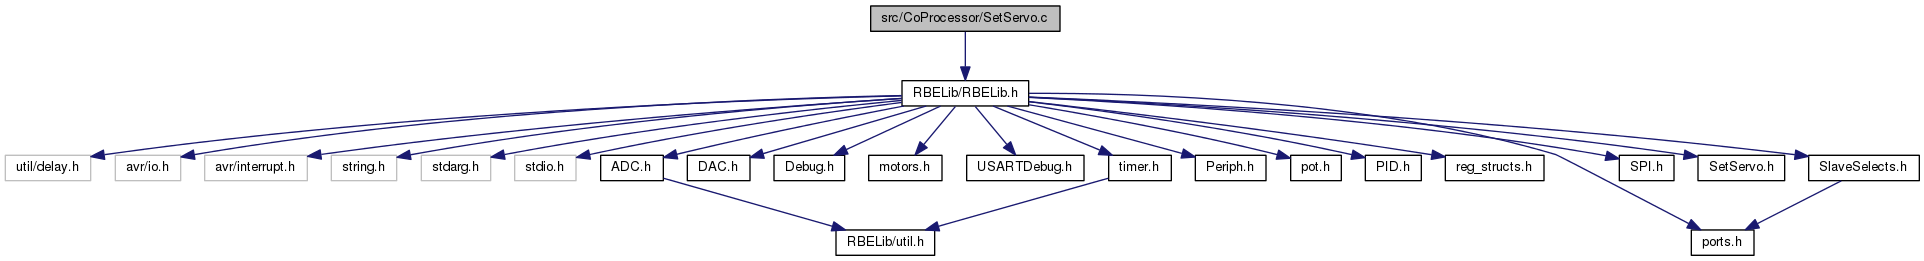 src/CoProcessor/SetServo.c
RBELib/RBELib.h
util/delay.h
avr/io.h
avr/interrupt.h
string.h
stdarg.h
stdio.h
ADC.h
DAC.h
Debug.h
motors.h
USARTDebug.h
timer.h
Periph.h
pot.h
PID.h
reg_structs.h
SPI.h
SetServo.h
SlaveSelects.h
RBELib/util.h
ports.h